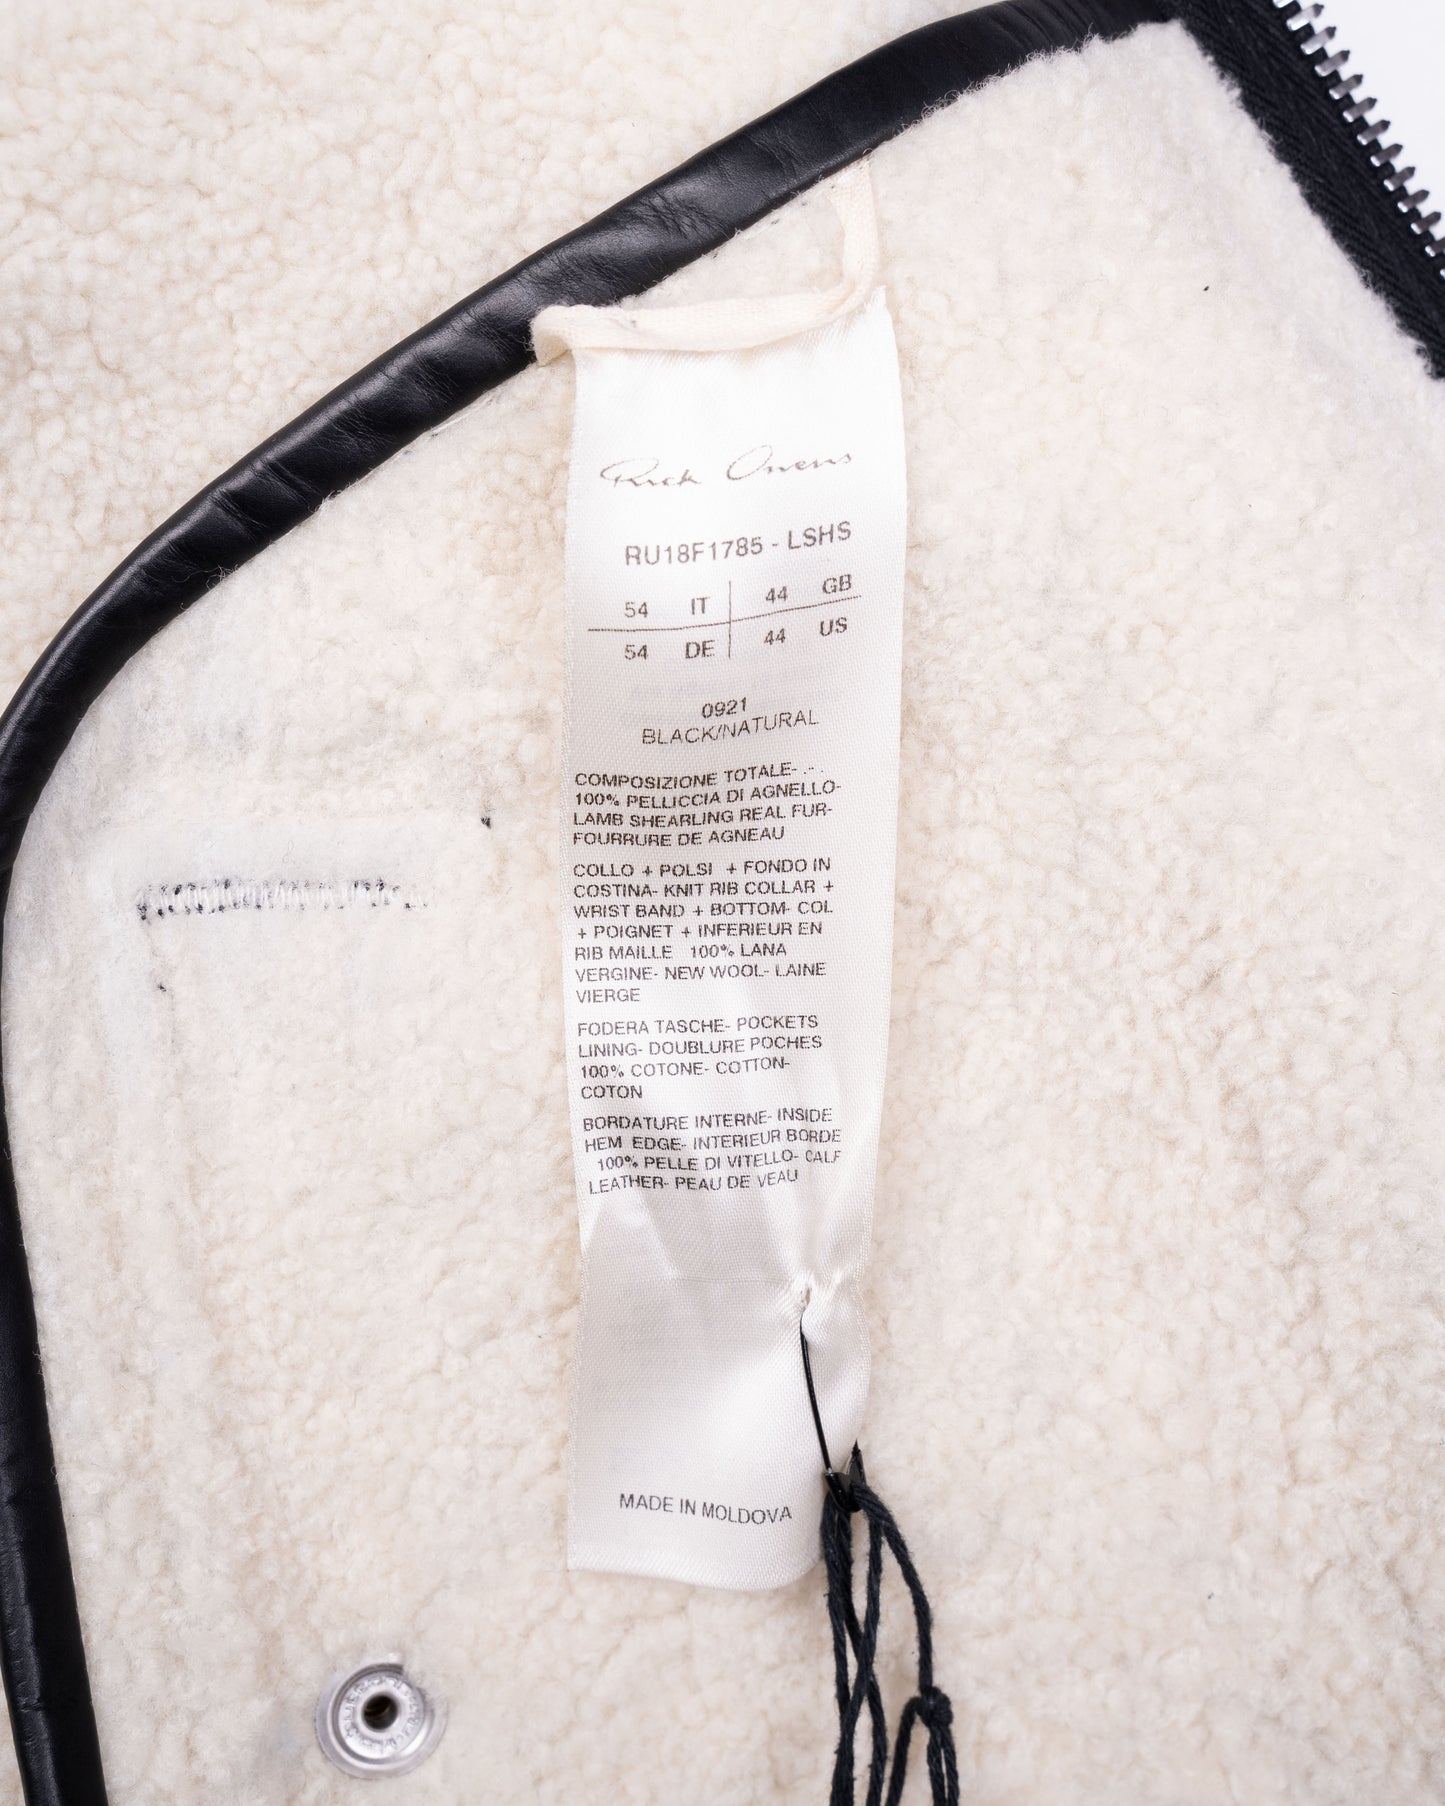 Rick Owens
RU18F1785 - LSHS
54 IT 44 GB
54 DE 44 US
0921
BLACK/NATURAL
COMPOSIZIONE TOTALE- .- .
100% PELLICCIA DI AGNELLO-
LAMB SHEARLING REAL FUR-
FOURRURE DE AGNEAU
COLLO + POLSI + FONDO IN
COSTINA- KNIT RIB COLLAR +
WRIST BAND + BOTTOM- COL
+ POIGNET + INFERIEUR EN
RIB MAILLE 100% LANA
VERGINE- NEW WOOL- LAINE
VIERGE
FODERA TASCHE- POCKETS
LINING- DOUBLURE POCHES
100% COTONE- COTTON-
COTON
BORDATURE INTERNE- INSIDE
HEM EDGE- INTERIEUR BORDE
100% PELLE DI VITELLO- CALF
LEATHER- PEAU DE VEAU
MADE IN MOLDOVA